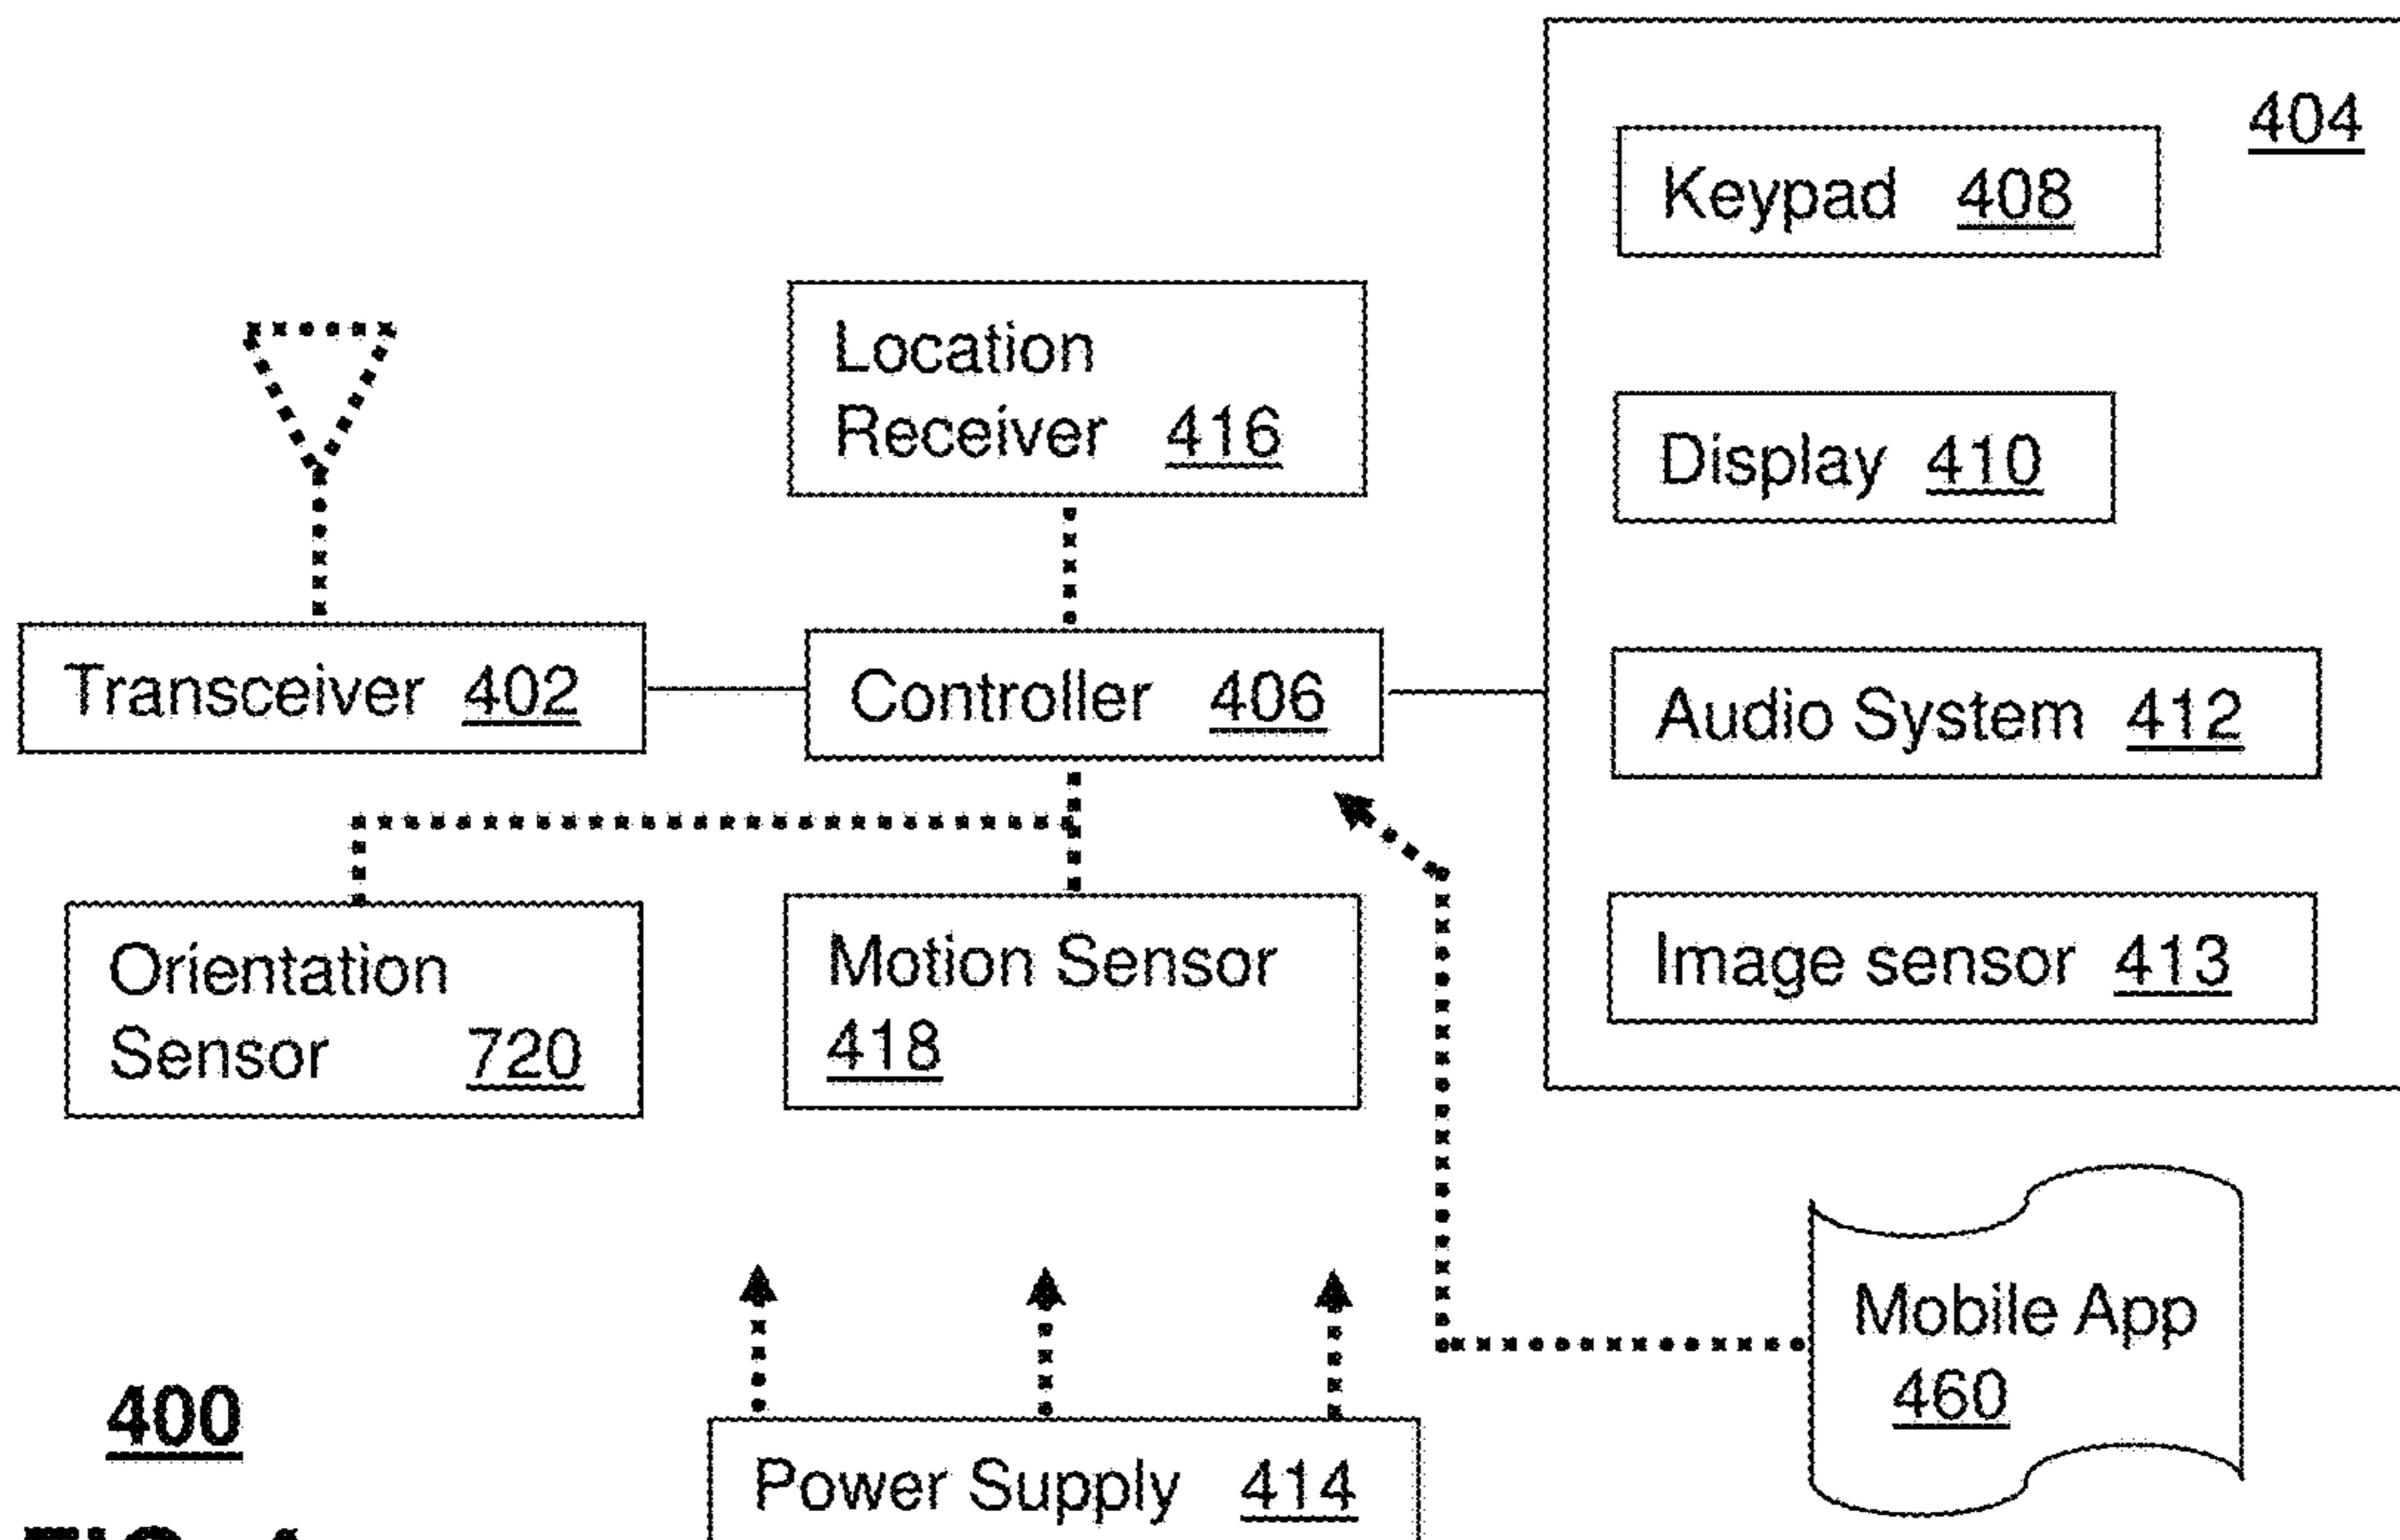 404
Keypad 408
Location
Receiver 416
Display 410
Transceiver 402
Controller 406
Audio System 412
Orientation
Sensor 720
Motion Sensor
418
Image sensor 413
Mobile App
460
400
Power Supply 414